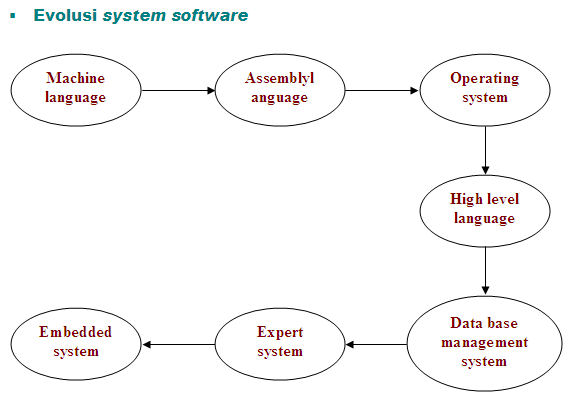 ▪ Evolusi system software
Machine
language
Assemblyl
anguage
Operating
system
High level
language
Data base
management
system
Expert
system
Embedded
system